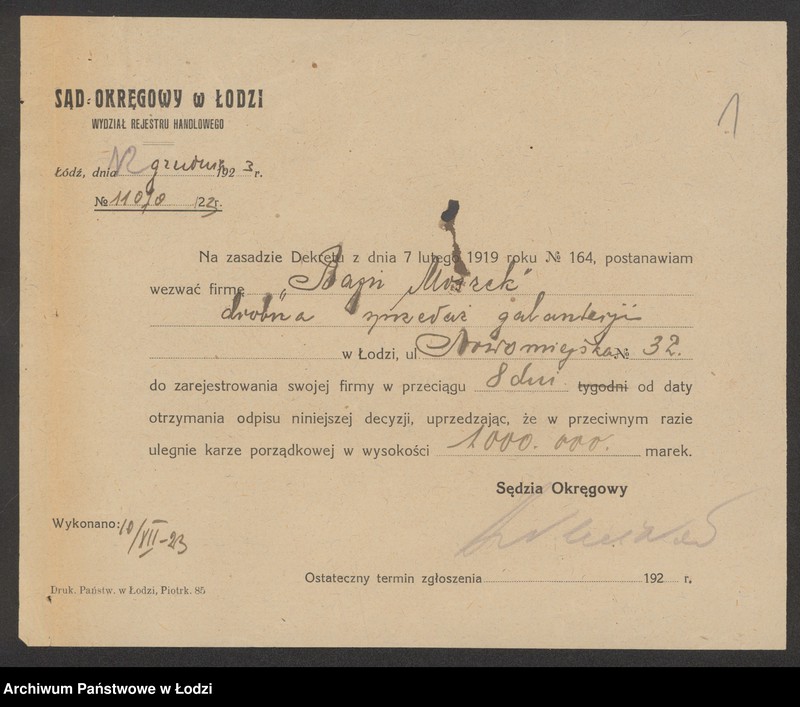 SĄD OKRĘGOWY w ŁODZI
WYDZIAŁ REJESTRU HANDLOWEGO
1
Łódź, dnia 12 grudnia 1923 r.
№ 11070 /23r.
Na zasadzie Dekretu z dnia 7 lutego 1919 roku № 164, postanawiam
wezwać firmę „Bajn Moszek"
drobna sprzedaż galanterji
w Łodzi, ul Nowomiejska № 32.
do zarejestrowania swojej firmy w przeciągu 8 dni tygodni od daty
otrzymania odpisu niniejszej decyzji, uprzedzając, że w przeciwnym razie
ulegnie karze porządkowej w wysokości 1000.000. marek.
Sędzia Okręgowy
Wykonano: /VII-23
Ostateczny termin zgłoszenia 192 r.
Druk. Państw. w Łodzi, Piotrk. 85
Archiwum Państwowe w Łodzi